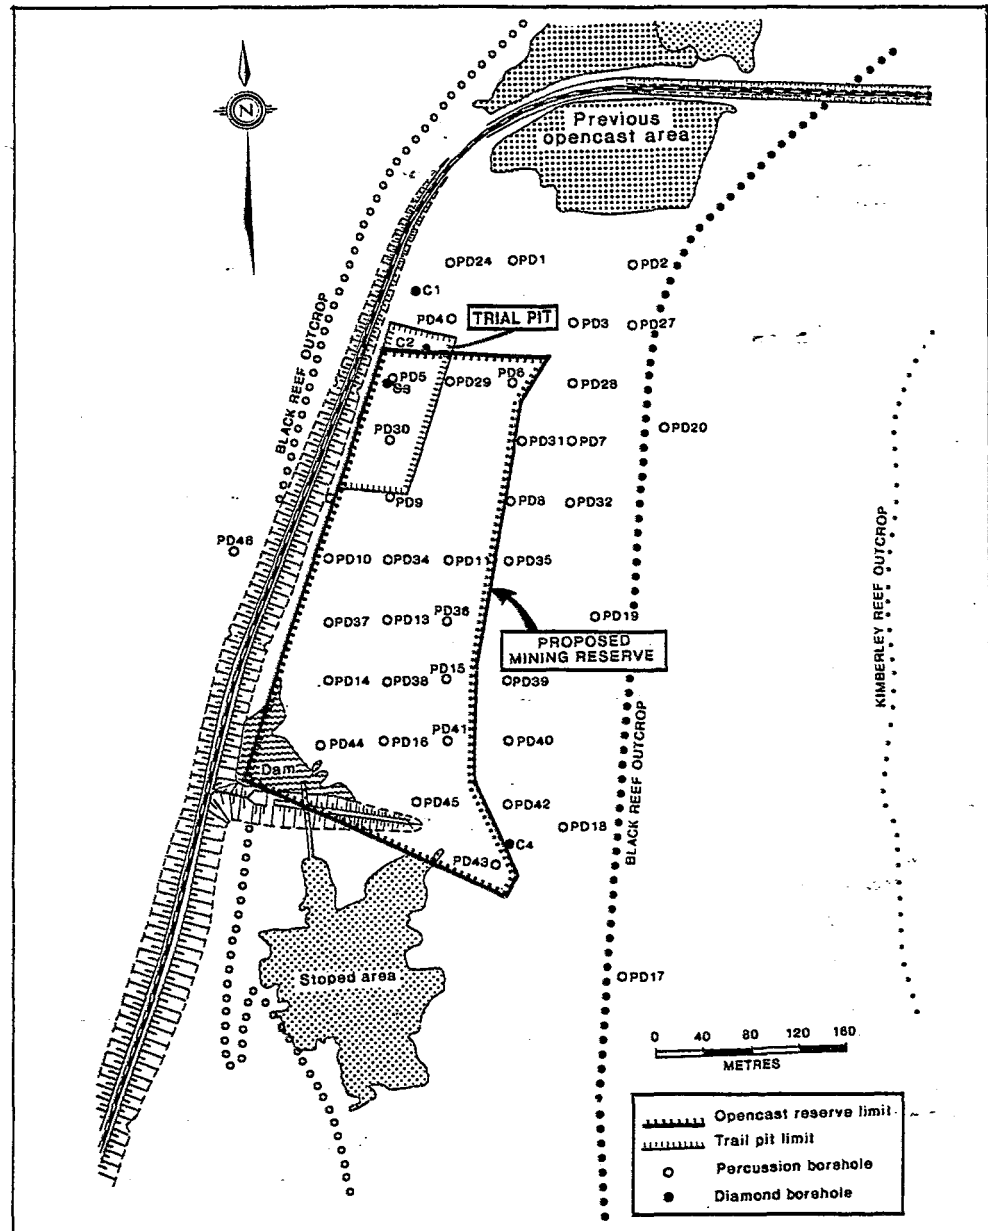 N
Previous
opencast area
PD24
PD1
PD2
C1
PD4
TRIAL PIT
PD3
PD27
C2
PD5
S3
PD29
PD6
PD28
BLACK REEF OUTCROP
PD30
PD31
PD7
PD20
PD9
PD8
PD32
PD48
PD10
PD34
PD11
PD35
PD37
PD13
PD36
PD19
PROPOSED
MINING RESERVE
KIMBERLEY REEF OUTCROP
PD14
PD38
PD15
PD39
PD44
PD16
PD41
PD40
Dam
PD45
PD42
PD18
BLACK REEF OUTCROP
C4
PD43
Stoped area
PD17
0 40 80 120 160
METRES
Opencast reserve limit
Trail pit limit
Percussion borehole
Diamond borehole